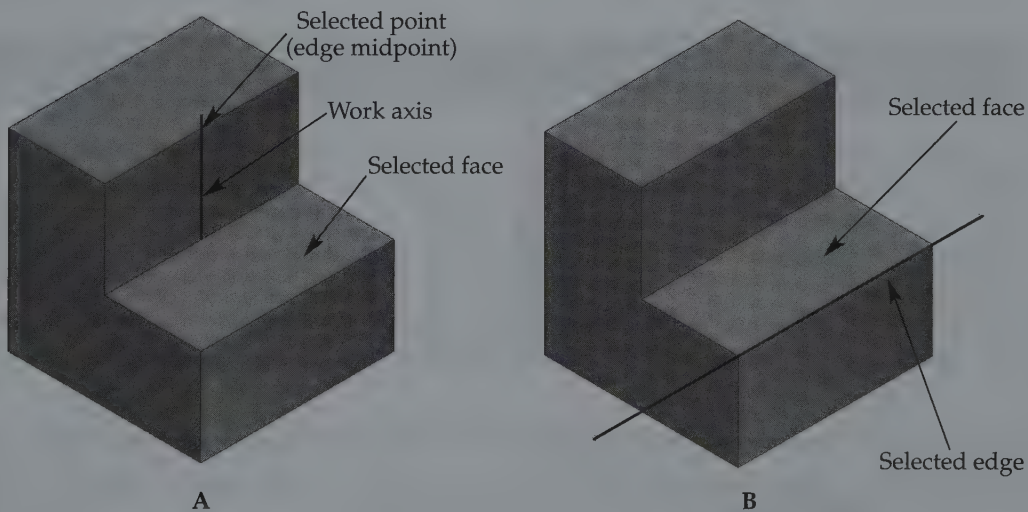 Selected point
(edge midpoint)
Work axis
Selected face
A
Selected face
Selected edge
B